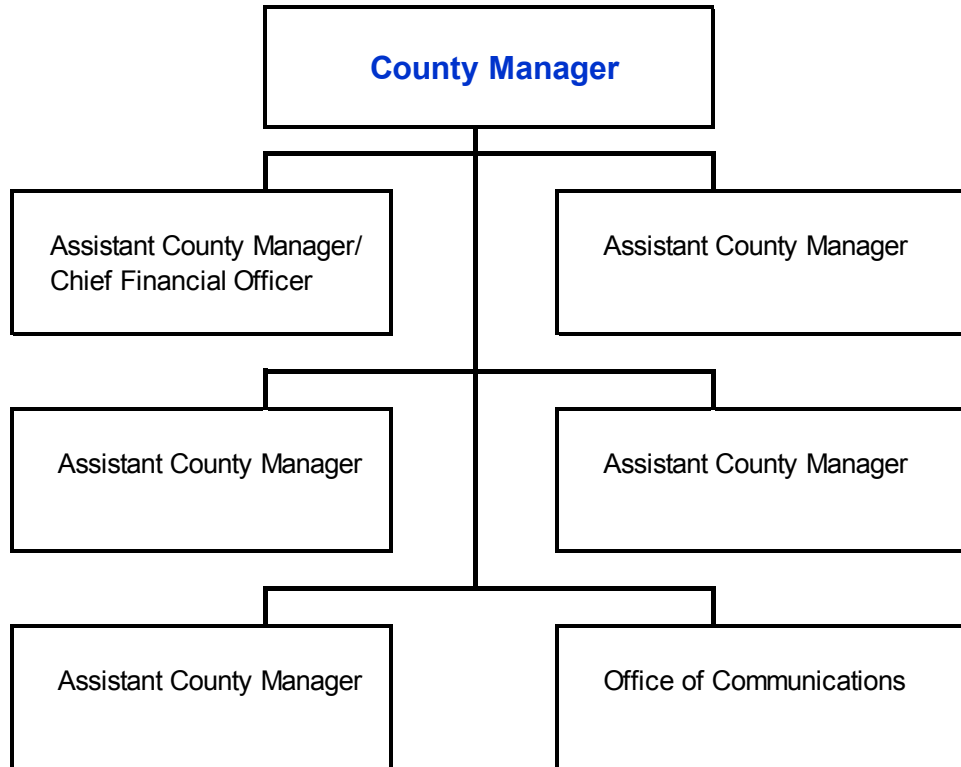 County Manager
Assistant County Manager/
Chief Financial Officer
Assistant County Manager
Assistant County Manager
Assistant County Manager
Assistant County Manager
Office of Communications